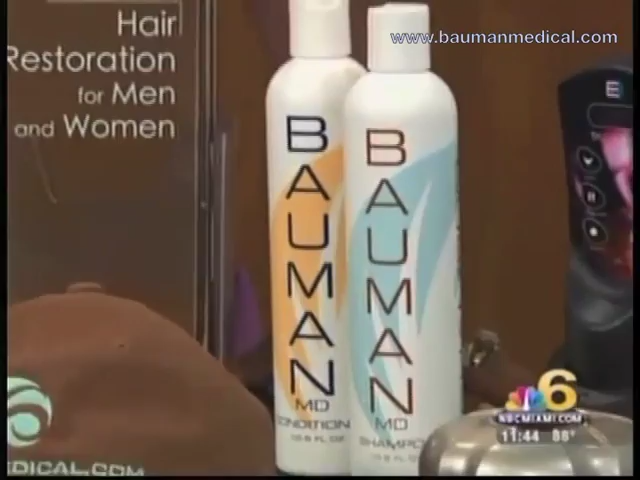 www.baumanmedical.com
Hair
Restoration
for Men
and Women
BAUMAN
MD
CONDITION
BAUMAN
MD
SHAMPO
E
EDICAL.COM
6
NBCMIAMI.COM
11:44 88°